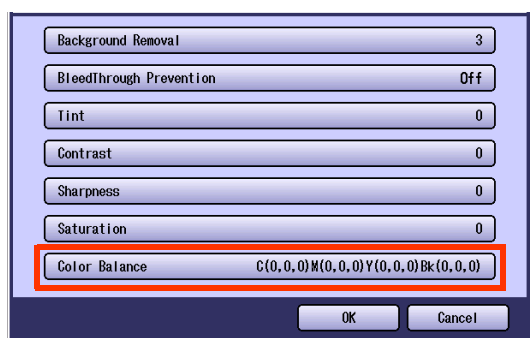 Background Removal 3
BleedThrough Prevention Off
Tint 0
Contrast 0
Sharpness 0
Saturation 0
Color Balance C(0,0,0)M(0,0,0)Y(0,0,0)Bk(0,0,0)
OK Cancel